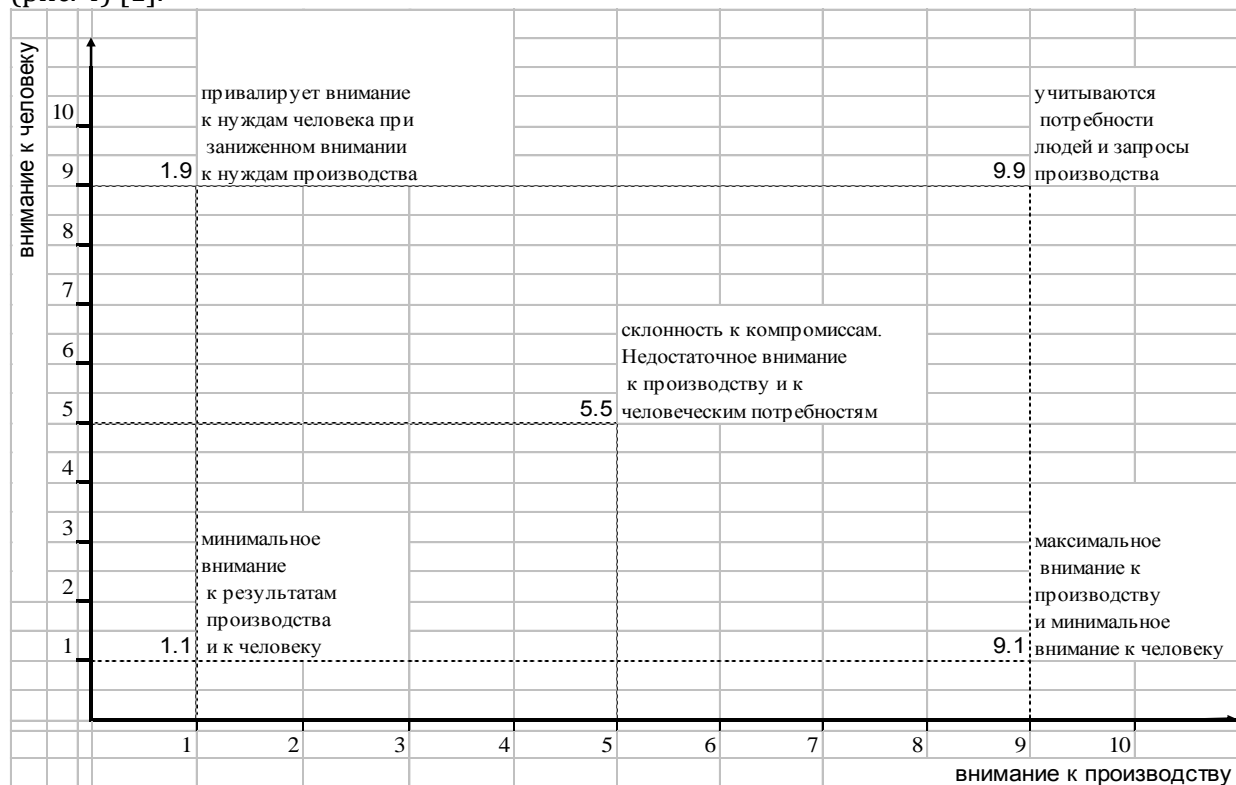 (рис. 4) [2].
внимание к человеку
привалирует внимание
к нуждам человека при
заниженном внимании
к нуждам производства
учитываются
потребности
людей и запросы
производства
10
9
1.9
9.9
8
7
склонность к компромиссам.
Недостаточное внимание
к производству и к
человеческим потребностям
6
5
5.5
4
минимальное
внимание
к результатам
производства
и к человеку
максимальное
внимание к
производству
и минимальное
внимание к человеку
3
2
1
1.1
9.1
1 2 3 4 5 6 7 8 9 10
внимание к производству